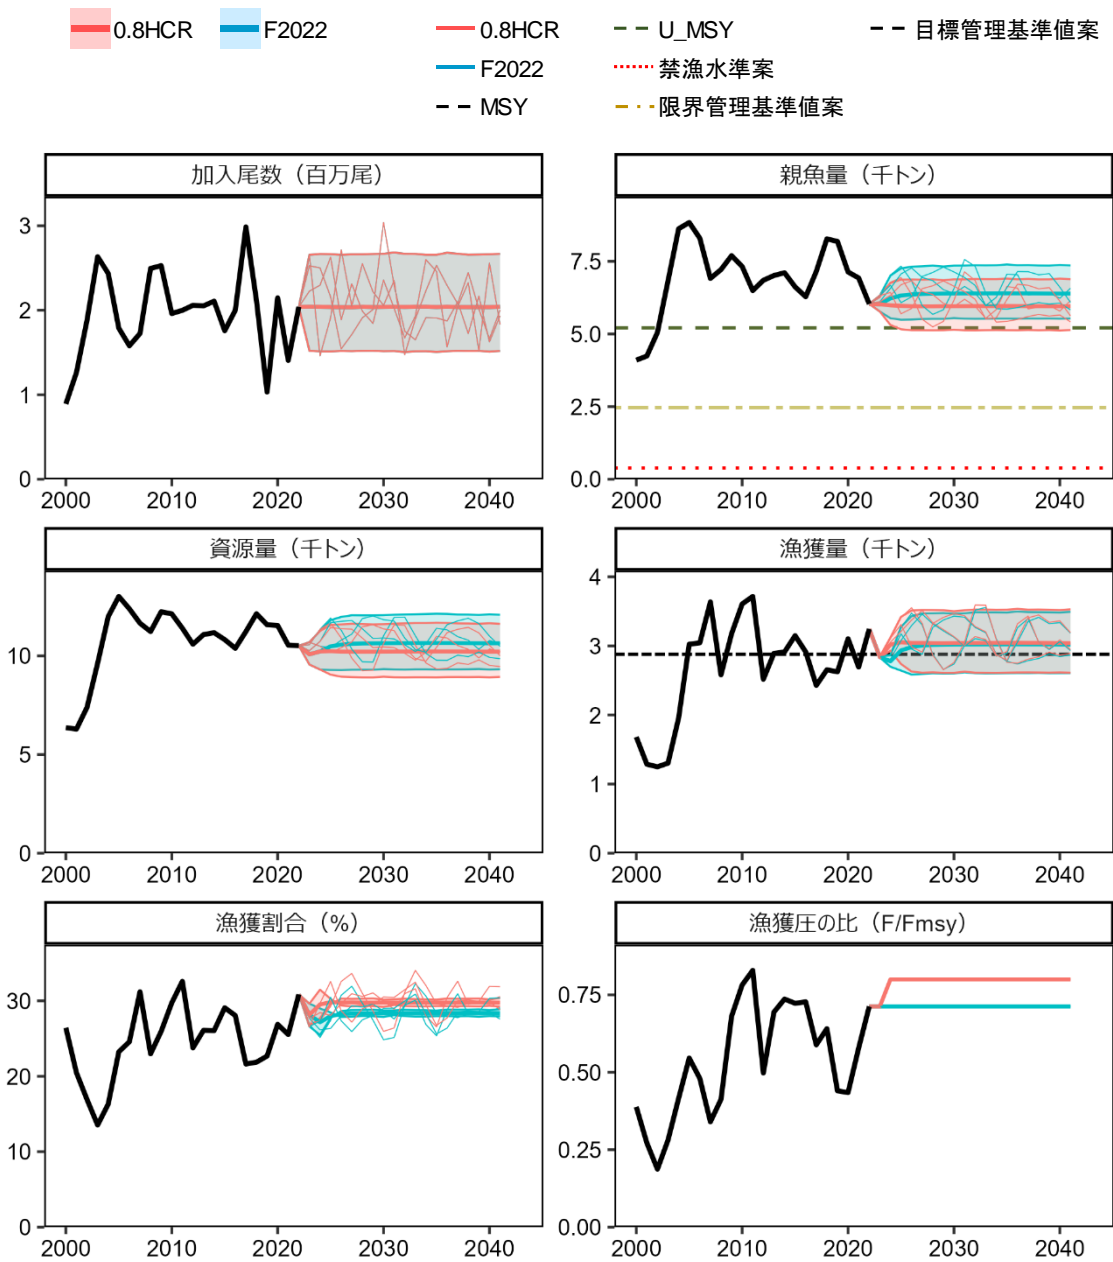 0.8HCR F2022 0.8HCR U_MSY 目標管理基準値案
F2022 禁漁水準案
MSY 限界管理基準値案
加入尾数（百万尾） 親魚量（千トン）
3
2
1
0
2000 2010 2020 2030 2040
7.5
5.0
2.5
0.0
2000 2010 2020 2030 2040
資源量（千トン） 漁獲量（千トン）
10
5
0
2000 2010 2020 2030 2040
4
3
2
1
0
2000 2010 2020 2030 2040
漁獲割合（%） 漁獲圧の比（F/Fmsy）
30
20
10
0
2000 2010 2020 2030 2040
0.75
0.50
0.25
0.00
2000 2010 2020 2030 2040